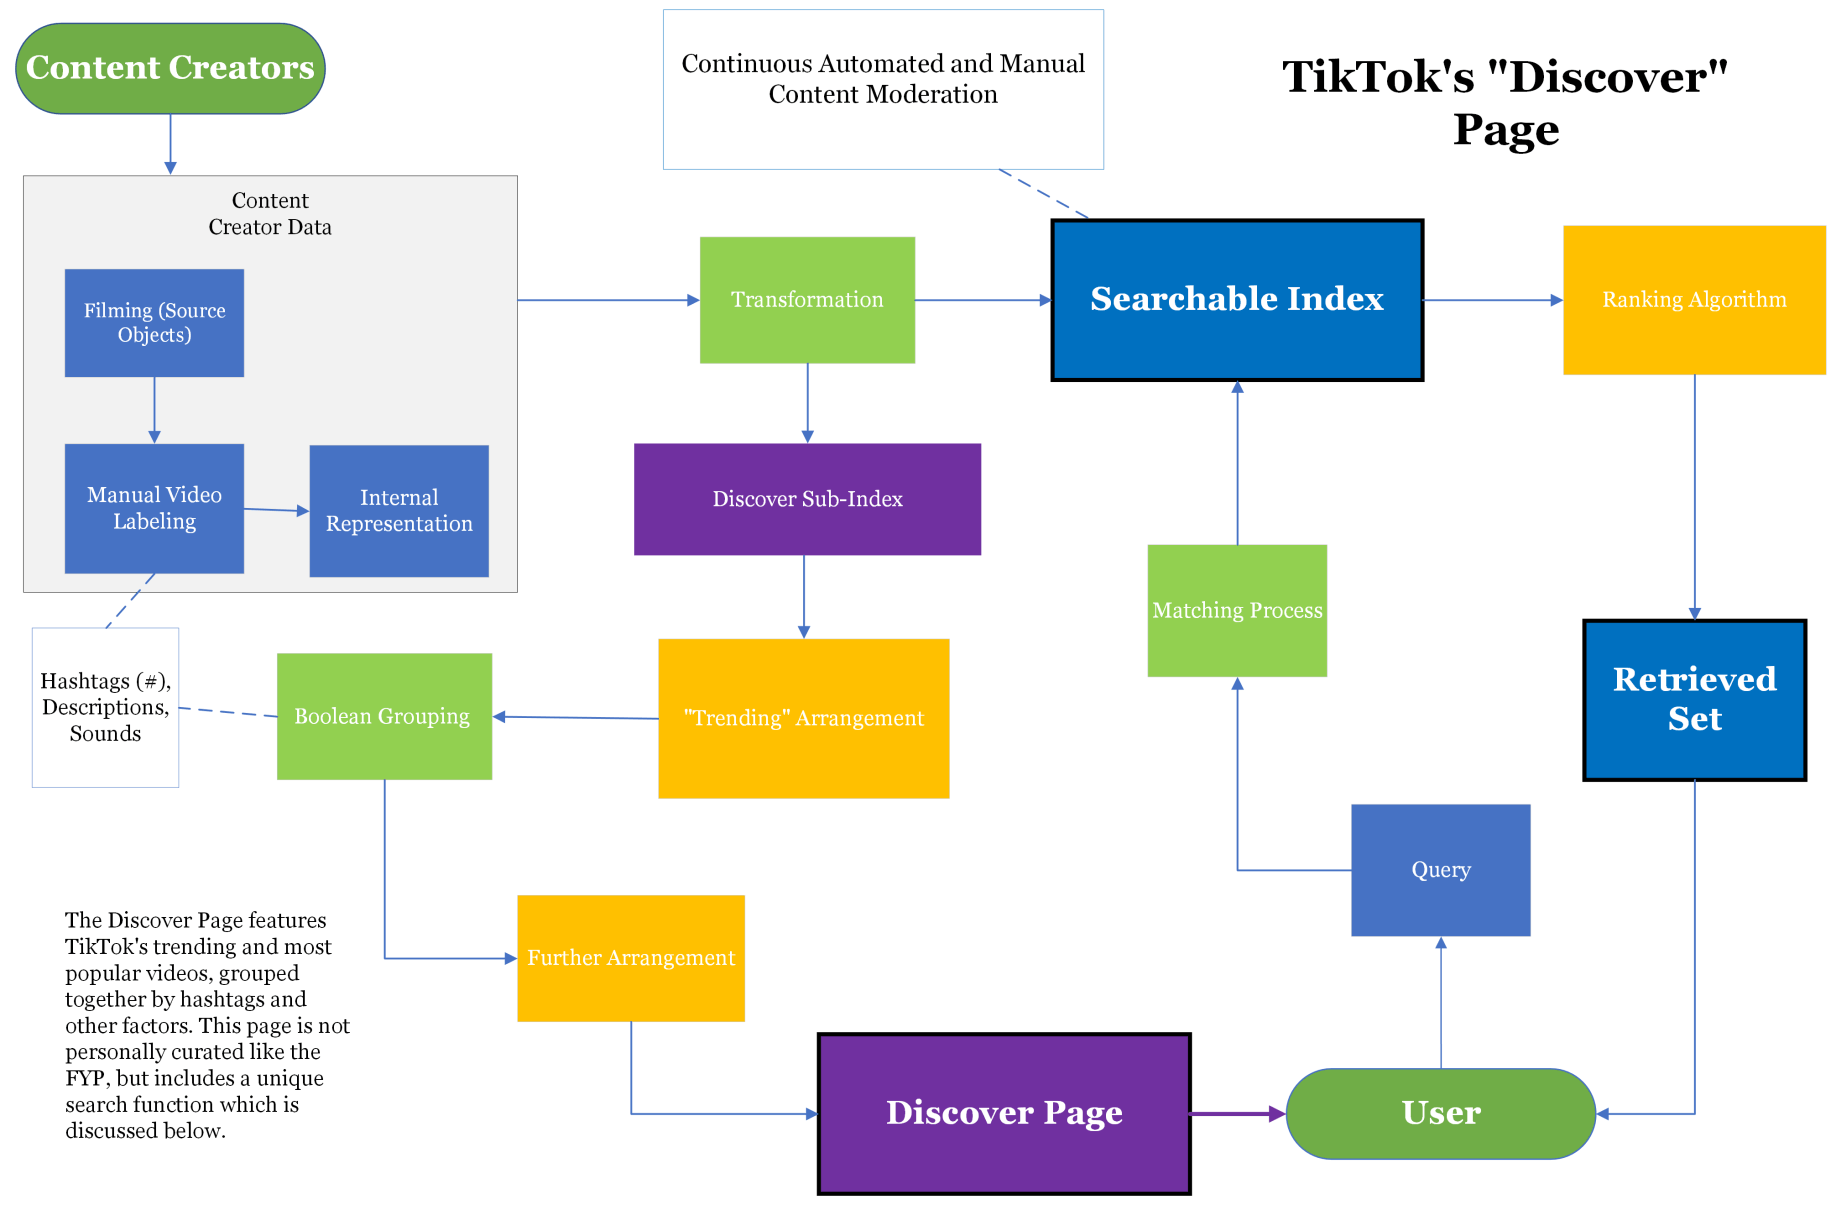 Content Creators
Continuous Automated and Manual
Content Moderation
TikTok's "Discover"
Page
Content
Creator Data
Filming (Source
Objects)
Transformation
Searchable Index
Ranking Algorithm
Manual Video
Labeling
Internal
Representation
Discover Sub-Index
Matching Process
Hashtags (#),
Descriptions,
Sounds
Boolean Grouping
"Trending" Arrangement
Retrieved
Set
Query
The Discover Page features
TikTok's trending and most
popular videos, grouped
together by hashtags and
other factors. This page is not
personally curated like the
FYP, but includes a unique
search function which is
discussed below.
Further Arrangement
Discover Page
User